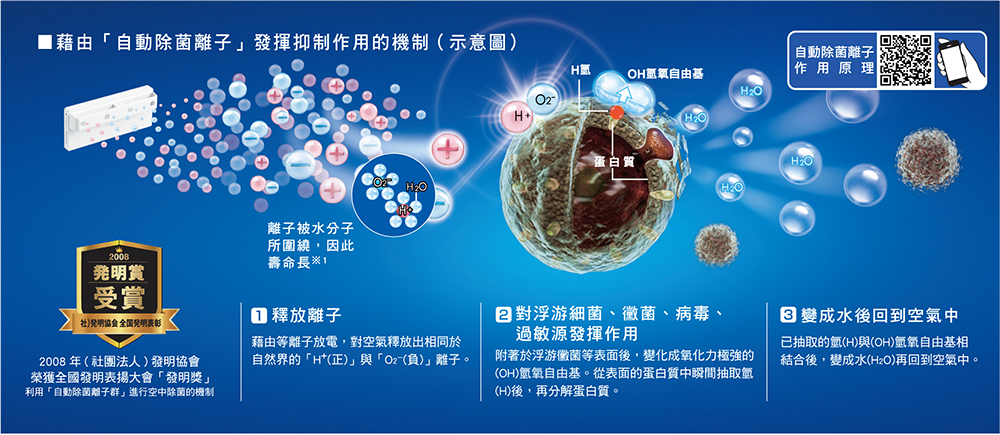 ■藉由「自動除菌離子」發揮抑制作用的機制（示意圖）
自動除菌離子
作用原理
H氫
OH氫氧自由基
O2-
H+
蛋白質
H2O
H2O
H2O
H2O
O2-
H2O
H+
離子被水分子
所圍繞，因此
壽命長※1
2008
発明賞
受賞
社)発明協会 全国発明表彰
2008 年（社團法人）發明協會
榮獲全國發明表揚大會「發明獎」
利用「自動除菌離子群」進行空中除菌的機制
1 釋放離子
藉由等離子放電，對空氣釋放出相同於
自然界的「H+(正)」與「O2-(負)」離子。
2 對浮游細菌、黴菌、病毒、
過敏源發揮作用
附著於浮游黴菌等表面後，變化成氧化力極強的
(OH)氫氧自由基。從表面的蛋白質中瞬間抽取氫
(H)後，再分解蛋白質。
3 變成水後回到空氣中
已抽取的氫(H)與(OH)氫氧自由基相
結合後，變成水(H2O)再回到空氣中。